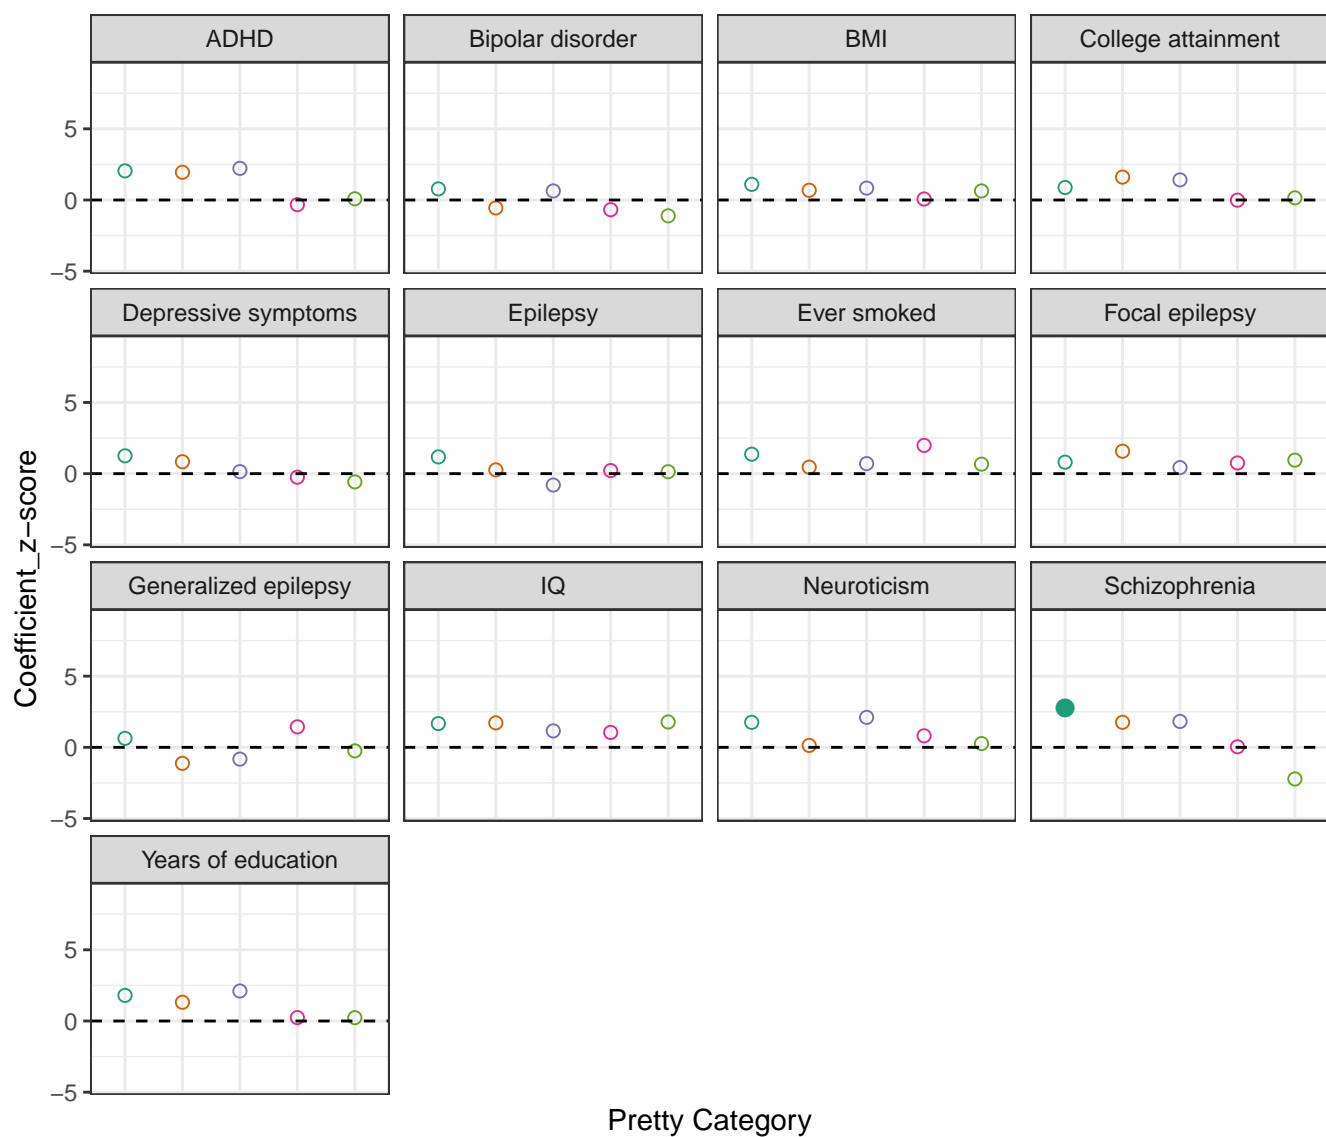 ADHD Bipolar disorder BMI College attainment
5
0
−5
Depressive symptoms Epilepsy Ever smoked Focal epilepsy
5
0
−5
Coefficient_z−score
Generalized epilepsy IQ Neuroticism Schizophrenia
5
0
−5
Years of education
5
0
−5
Pretty Category